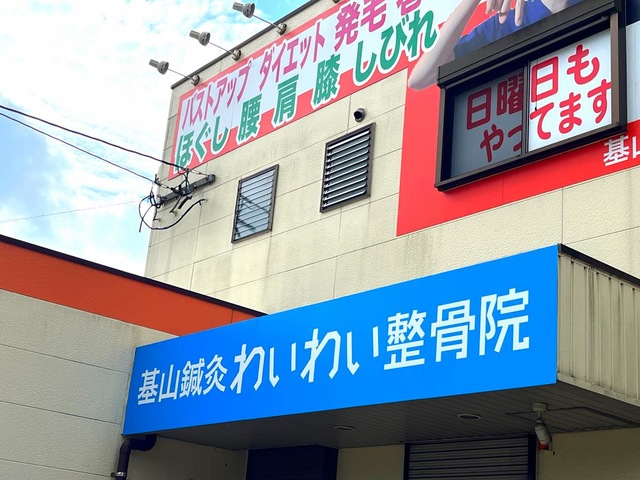 バストアップ ダイエット 発毛
ほぐし 腰 肩 膝 しびれ
日曜日も
やってます
基山
基山鍼灸わいわい整骨院